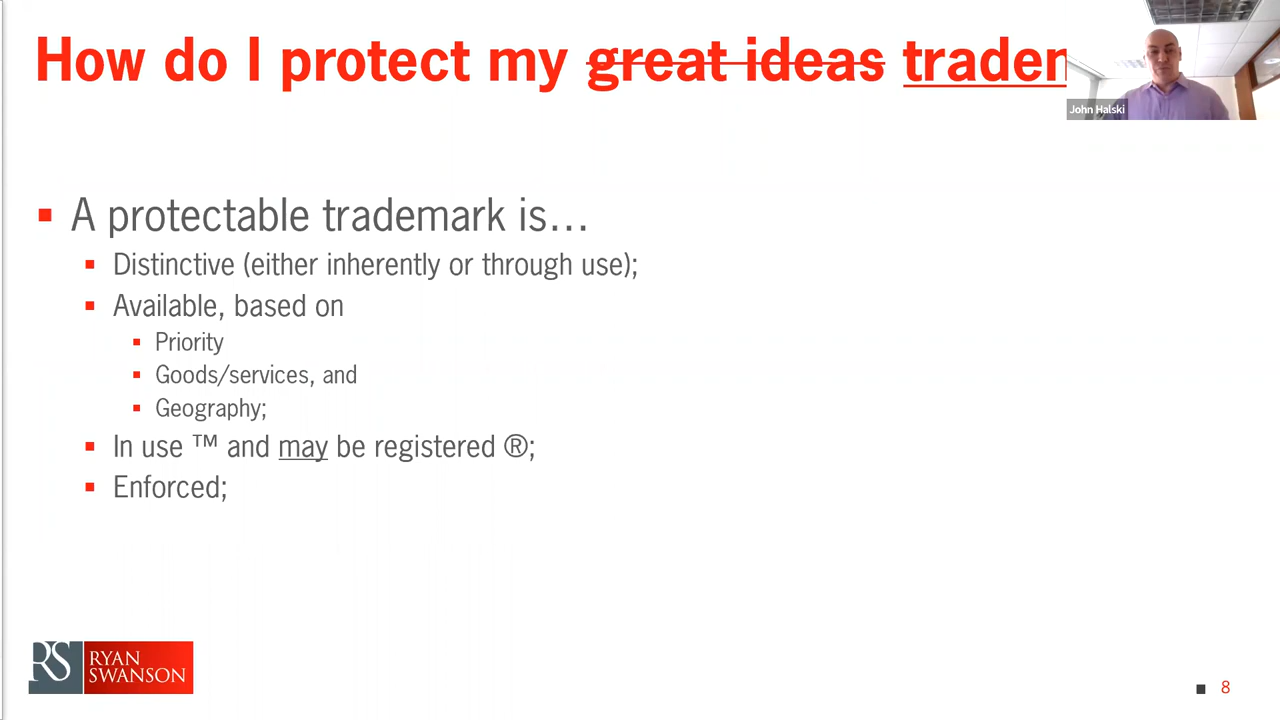 How do I protect my great ideas
John Halski
A protectable trademark is…
Distinctive (either inherently or through use);
Available, based on
Priority
Goods/services, and
Geography;
In use ™ and may be registered ®;
Enforced;
RS
RYAN
SWANSON
8